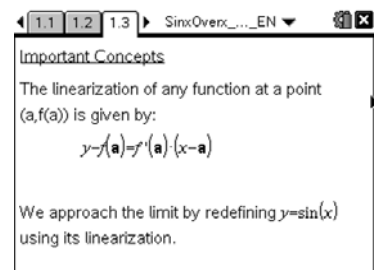 1.1 1.2 1.3 SinxOverx_..._EN
Important Concepts
The linearization of any function at a point
(a,f(a)) is given by:
y-f(a)=f'(a)·(x-a)
We approach the limit by redefining y=sin(x)
using its linearization.